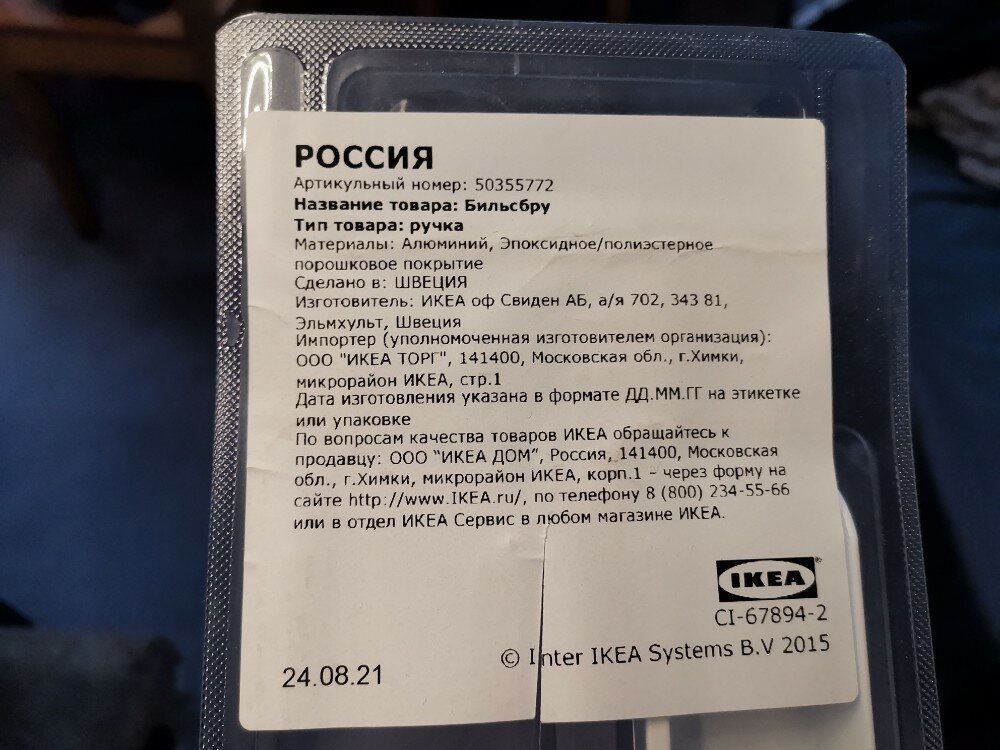 РОССИЯ
Артикульный номер: 50355772
Название товара: Бильсбру
Тип товара: ручка
Материалы: Алюминий, Эпоксидное/полиэстерное
порошковое покрытие
Сделано в: ШВЕЦИЯ
Изготовитель: ИКЕА оф Свиден АБ, а/я 702, 343 81,
Эльмхульт, Швеция
Импортер (уполномоченная изготовителем организация):
ООО "ИКЕА ТОРГ", 141400, Московская обл., г.Химки,
микрорайон ИКЕА, стр.1
Дата изготовления указана в формате ДД.ММ.ГГ на этикетке
или упаковке
По вопросам качества товаров ИКЕА обращайтесь к
продавцу: ООО “ИКЕА ДОМ”, Россия, 141400, Московская
обл., г.Химки, микрорайон ИКЕА, корп.1 – через форму на
сайте http://www.IKEA.ru/, по телефону 8 (800) 234-55-66
или в отдел ИКЕА Сервис в любом магазине ИКЕА.
IKEA
CI-67894-2
© Inter IKEA Systems B.V 2015
24.08.21